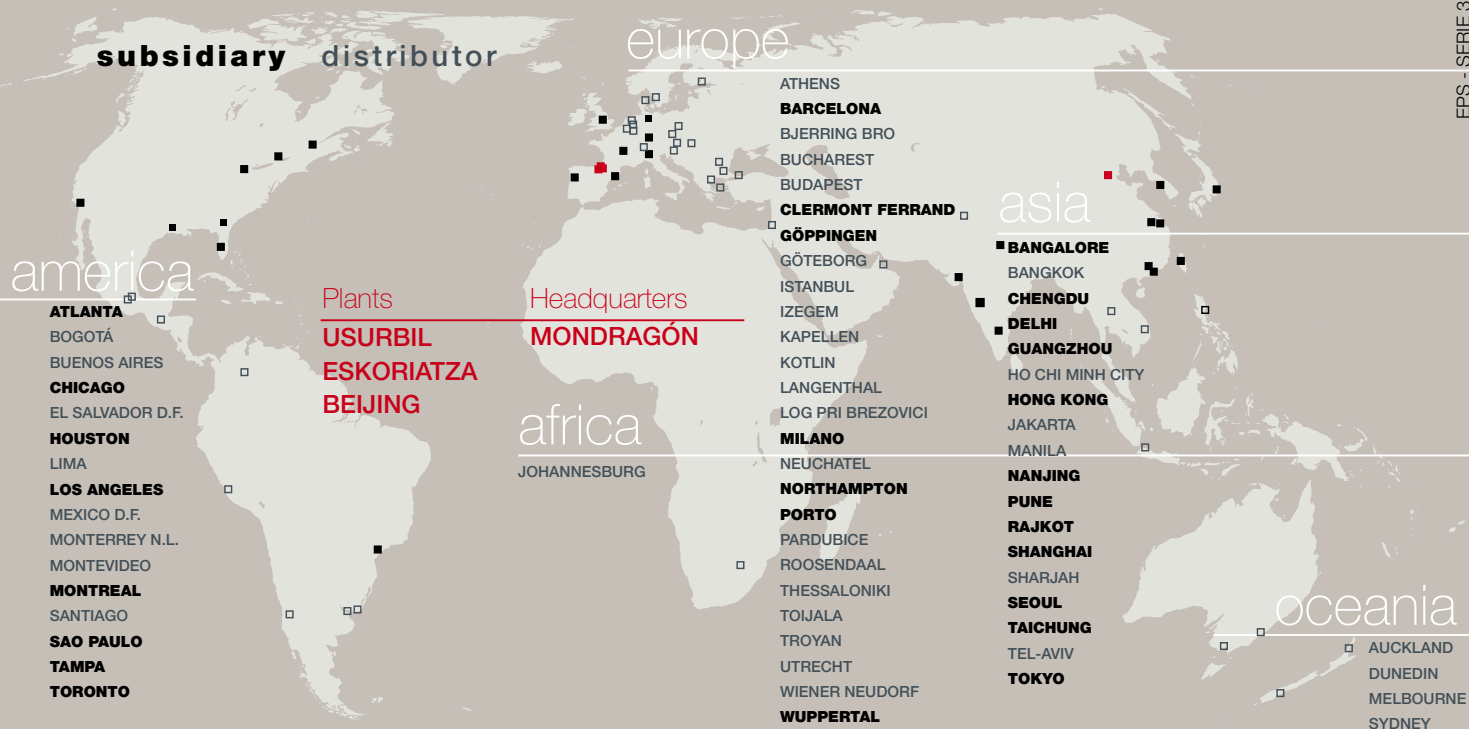 subsidiary distributor
EPS - SERIE 3
europe
ATHENS
BARCELONA
BJERRING BRO
BUCHAREST
BUDAPEST
CLERMONT FERRAND
GÖPPINGEN
GÖTEBORG
ISTANBUL
IZEGEM
KAPELLEN
KOTLIN
LANGENTHAL
LOG PRI BREZOVICI
MILANO
NEUCHATEL
NORTHAMPTON
PORTO
PARDUBICE
ROOSENDAAL
THESSALONIKI
TOIJALA
TROYAN
UTRECHT
WIENER NEUDORF
WUPPERTAL
asia
BANGALORE
BANGKOK
CHENGDU
DELHI
GUANGZHOU
HO CHI MINH CITY
HONG KONG
JAKARTA
MANILA
NANJING
PUNE
RAJKOT
SHANGHAI
SHARJAH
SEOUL
TAICHUNG
TEL-AVIV
TOKYO
america
ATLANTA
BOGOTÁ
BUENOS AIRES
CHICAGO
EL SALVADOR D.F.
HOUSTON
LIMA
LOS ANGELES
MEXICO D.F.
MONTERREY N.L.
MONTEVIDEO
MONTREAL
SANTIAGO
SAO PAULO
TAMPA
TORONTO
Plants
USURBIL
ESKORIATZA
BEIJING
Headquarters
MONDRAGÓN
africa
JOHANNESBURG
oceania
AUCKLAND
DUNEDIN
MELBOURNE
SYDNEY